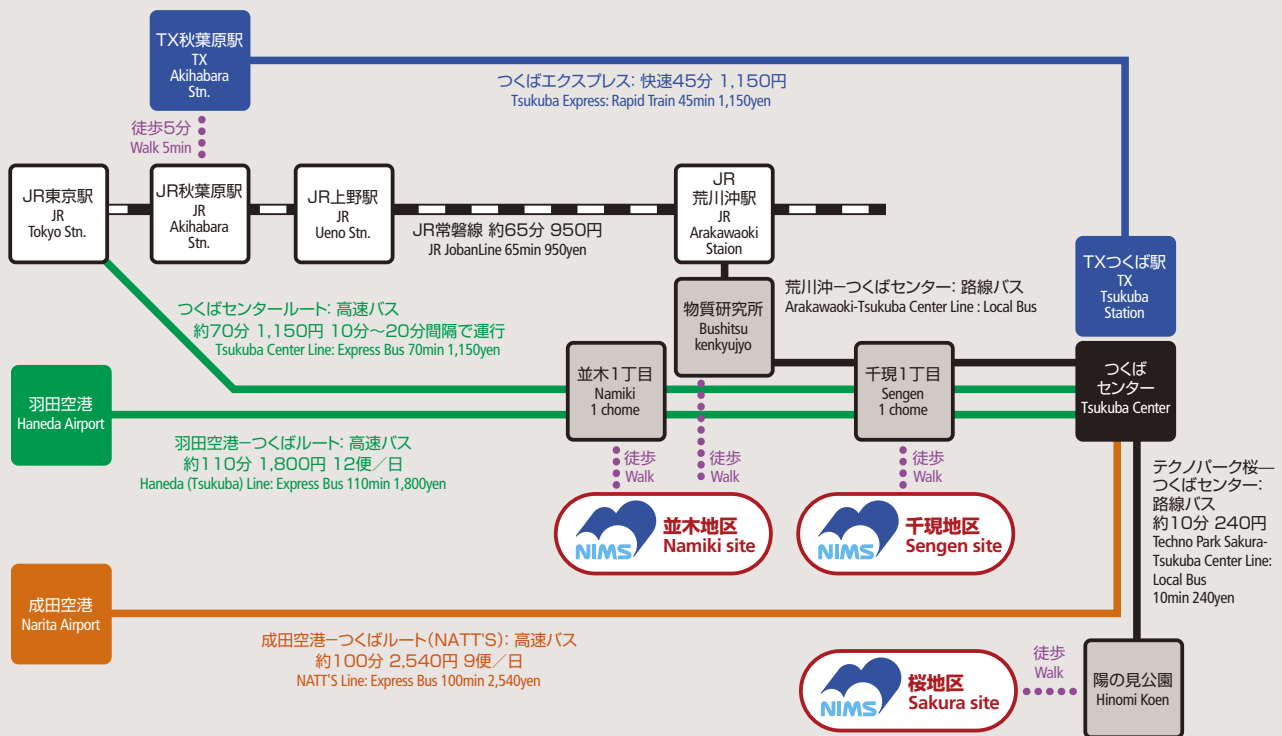 TX秋葉原駅
TX
Akihabara
Stn.
つくばエクスプレス: 快速45分 1,150円
Tsukuba Express: Rapid Train 45min 1,150yen
徒歩5分
Walk 5min
JR東京駅
JR
Tokyo Stn.
JR秋葉原駅
JR
Akihabara
Stn.
JR上野駅
JR
Ueno Stn.
JR常磐線 約65分 950円
JR JobanLine 65min 950yen
JR
荒川沖駅
JR
Arakawaoki
Staion
TXつくば駅
TX
Tsukuba
Station
荒川沖ーつくばセンター: 路線バス
Arakawaoki-Tsukuba Center Line : Local Bus
物質研究所
Bushitsu
kenkyujyo
つくばセンタールート: 高速バス
約70分 1,150円 10分〜20分間隔で運行
Tsukuba Center Line: Express Bus 70min 1,150yen
並木1丁目
Namiki
1 chome
千現1丁目
Sengen
1 chome
つくば
センター
Tsukuba Center
羽田空港
Haneda Airport
羽田空港ーつくばルート: 高速バス
約110分 1,800円 12便／日
Haneda (Tsukuba) Line: Express Bus 110min 1,800yen
徒歩
Walk
徒歩
Walk
徒歩
Walk
NIMS
並木地区
Namiki site
NIMS
千現地区
Sengen site
テクノパーク桜―
つくばセンター:
路線バス
約10分 240円
Techno Park Sakura-
Tsukuba Center Line:
Local Bus
10min 240yen
成田空港
Narita Airport
成田空港ーつくばルート(NATT'S): 高速バス
約100分 2,540円 9便／日
NATT'S Line: Express Bus 100min 2,540yen
NIMS
桜地区
Sakura site
徒歩
Walk
陽の見公園
Hinomi Koen